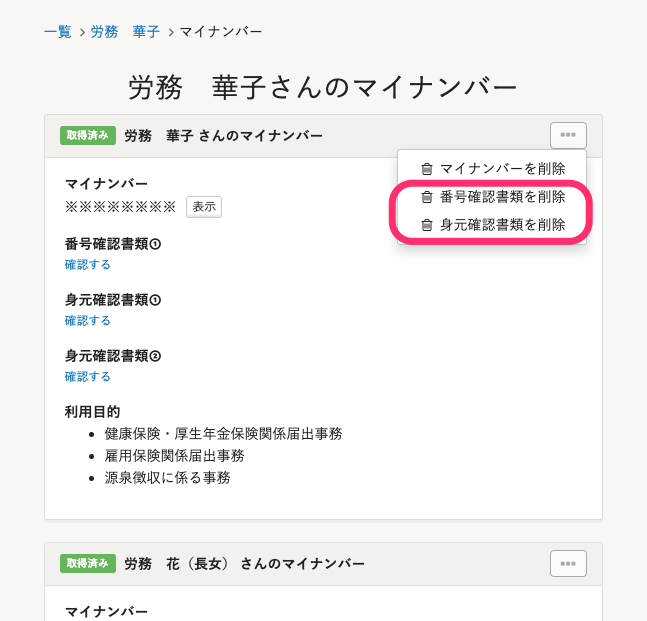 一覧 > 労務 華子 > マイナンバー
労務 華子さんのマイナンバー
取得済み 労務 華子 さんのマイナンバー
マイナンバーを削除
番号確認書類を削除
身元確認書類を削除
マイナンバー
※※※※※※※※ 表示
番号確認書類①
確認する
身元確認書類①
確認する
身元確認書類②
確認する
利用目的
• 健康保険・厚生年金保険関係届出事務
• 雇用保険関係届出事務
• 源泉徴収に係る事務
取得済み 労務 花（長女） さんのマイナンバー
マイナンバー